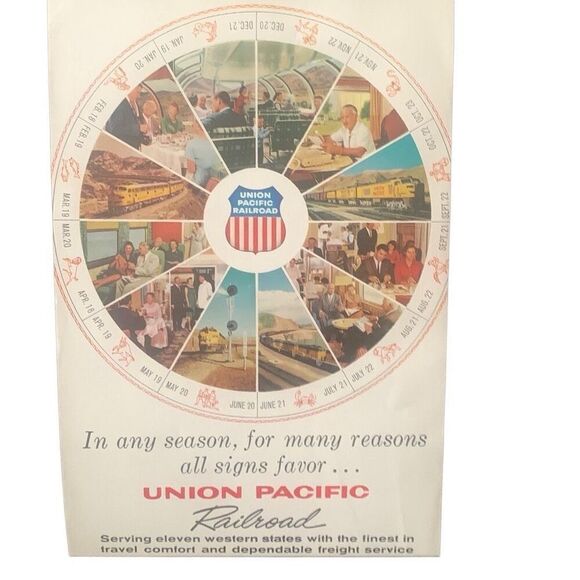 DEC. 20
NOV. 22
NOV. 21
OCT. 23
OCT. 22
SEPT. 22
SEPT. 21
AUG. 22
AUG. 21
JULY 22
JULY 21
JUNE 21
JUNE 20
MAY 20
MAY 19
APR. 19
APR. 18
MAR. 20
MAR. 19
FEB. 19
FEB. 18
JAN. 20
JAN. 19
DEC. 21
UNION
PACIFIC
RAILROAD
In any season, for many reasons
all signs favor ...
UNION PACIFIC
Railroad
Serving eleven western states with the finest in
travel comfort and dependable freight service